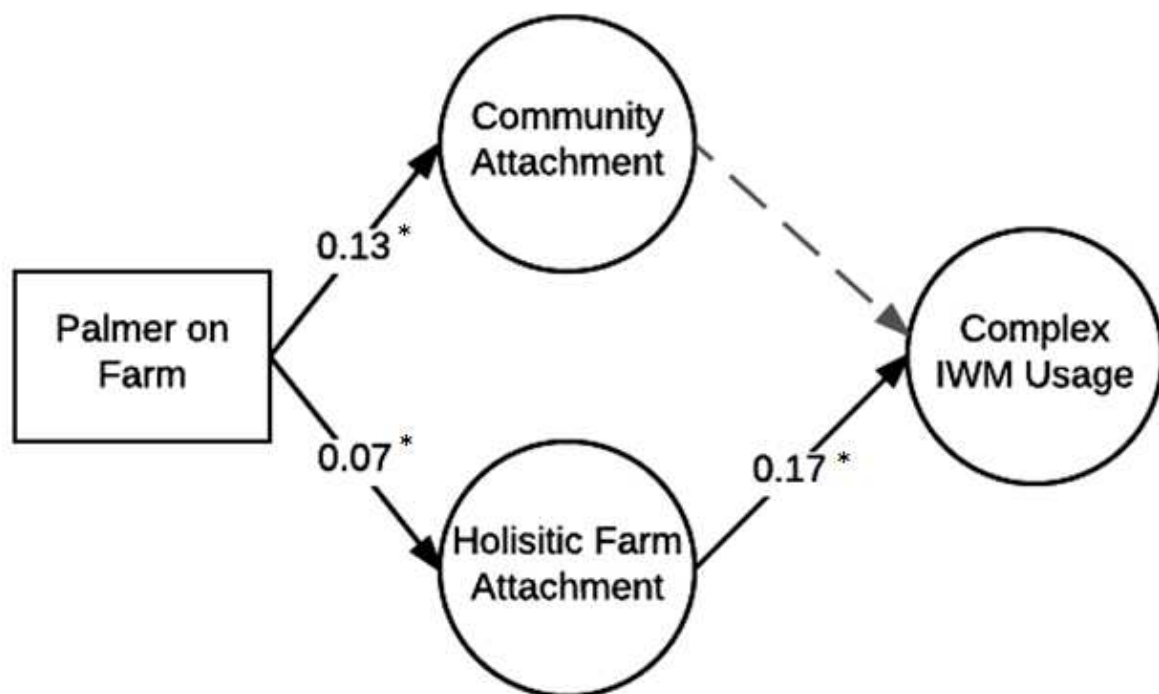 Community
Attachment
0.13 *
Palmer on
Farm
Complex
IWM Usage
0.07 *
0.17 *
Holisitic Farm
Attachment